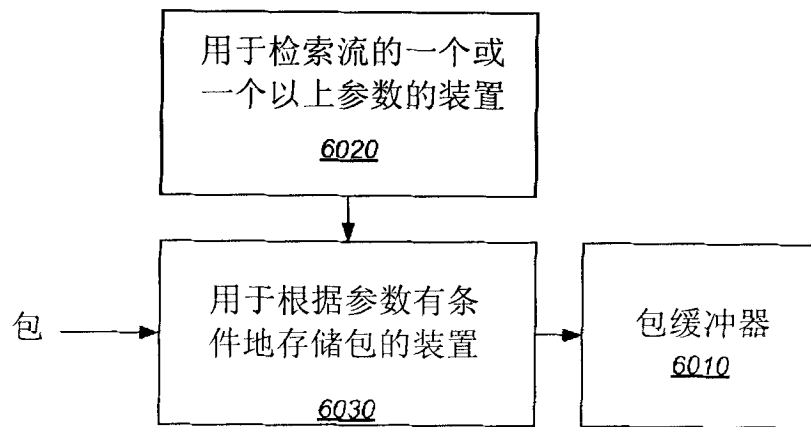 用于检索流的一个或
一个以上参数的装置
6020
包
用于根据参数有条
件地存储包的装置
6030
包缓冲器
6010